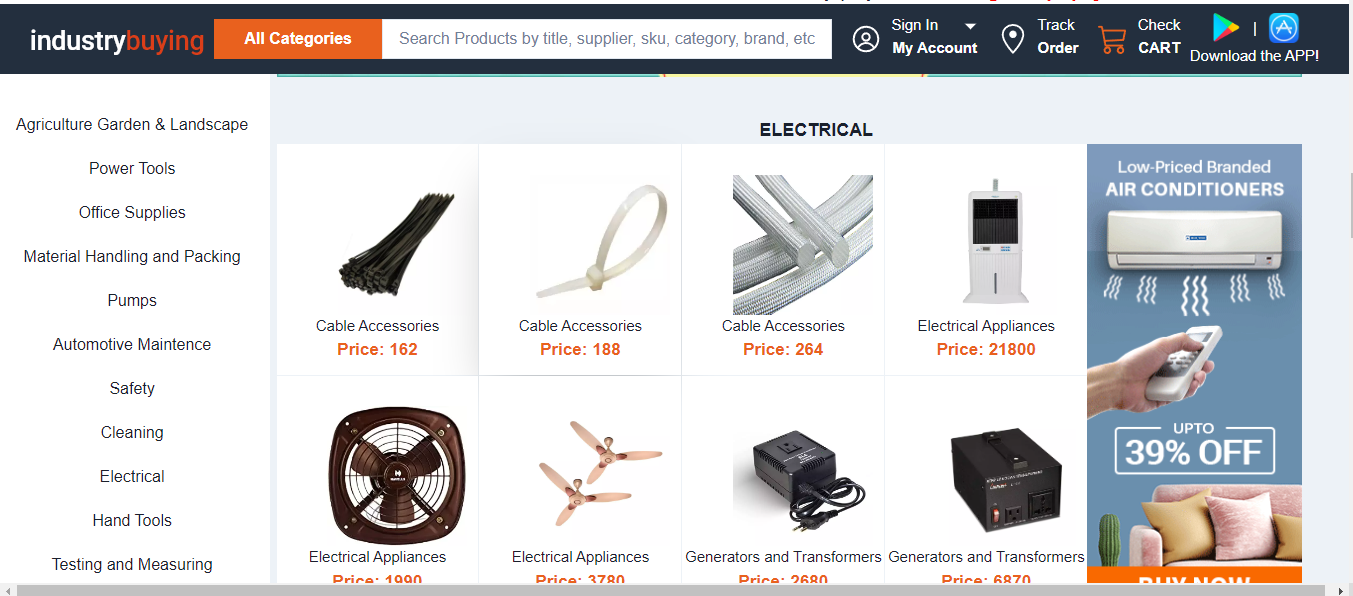 industrybuying
All Categories
Search Products by title, supplier, sku, category, brand, etc
Sign In
My Account
Track
Order
Check
CART
|
Download the APP!
Agriculture Garden & Landscape
Power Tools
Office Supplies
Material Handling and Packing
Pumps
Automotive Maintence
Safety
Cleaning
Electrical
Hand Tools
Testing and Measuring
ELECTRICAL
Cable Accessories
Price: 162
Cable Accessories
Price: 188
Cable Accessories
Price: 264
Electrical Appliances
Price: 21800
Electrical Appliances
Price: 1990
Electrical Appliances
Price: 3780
Generators and Transformers
Price: 2680
Generators and Transformers
Price: 6870
Low-Priced Branded
AIR CONDITIONERS
UPTO
39% OFF
BUY NOW